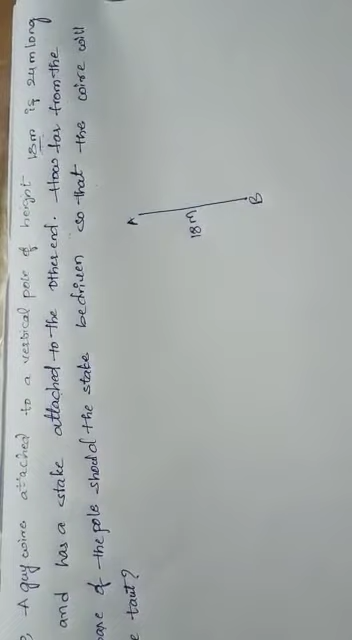 A guy wire attached to a vertical pole of height 18m is 24m long
and has a stake attached to the other end. How far from the
base of the pole should the stake be driven so that the wire will
be taut?
A
18M
B